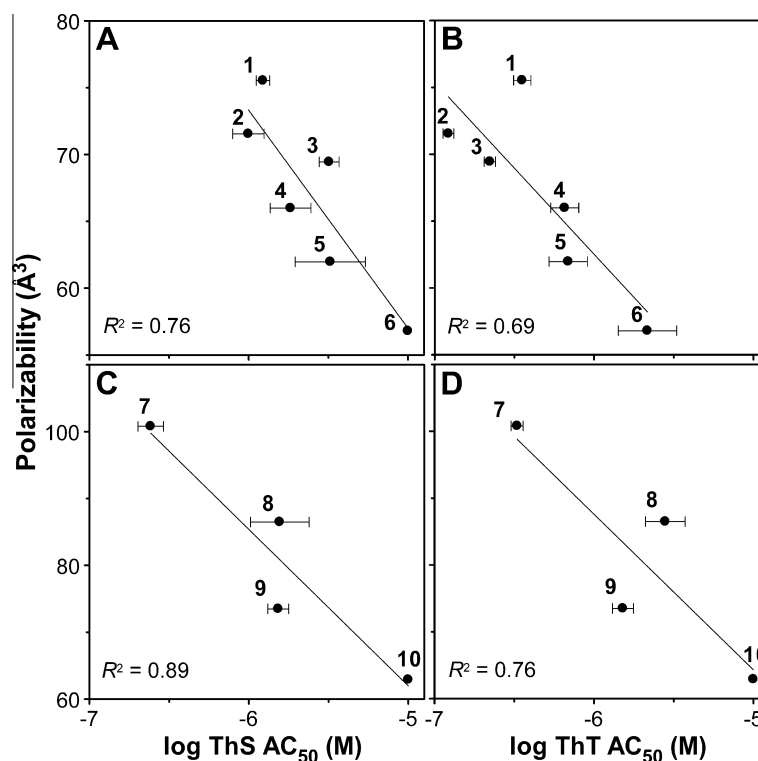 80
70
60
100
80
60
Polarizability (Å³)
A
1
2
3
4
5
6
R² = 0.76
B
1
2
3
4
5
6
R² = 0.69
C
7
8
9
10
R² = 0.89
D
7
8
9
10
R² = 0.76
-7 -6 -5
-7 -6 -5
log ThS AC₅₀ (M)
log ThT AC₅₀ (M)